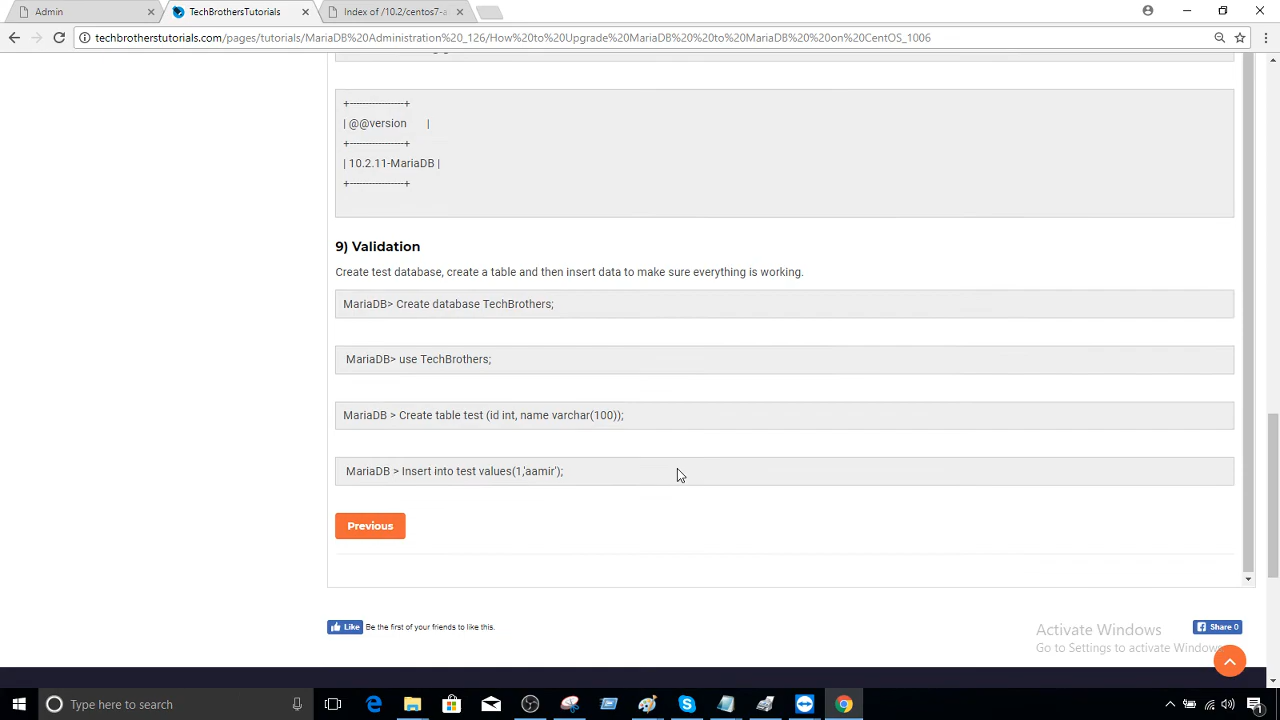 Admin
TechBrothersTutorials
Index of /10.2/centos7-a
techbrotherstutorials.com/pages/tutorials/MariaDB%20Administration%20_126/How%20to%20Upgrade%20MariaDB%20%20to%20MariaDB%20%20on%20CentOS_1006
+----------------+
| @@version |
+----------------+
| 10.2.11-MariaDB |
+----------------+
9) Validation
Create test database, create a table and then insert data to make sure everything is working.
MariaDB> Create database TechBrothers;
MariaDB> use TechBrothers;
MariaDB > Create table test (id int, name varchar(100));
MariaDB > Insert into test values(1,'aamir');
Previous
Like Be the first of your friends to like this.
Share 0
Activate Windows
Go to Settings to activate Windows.
Type here to search